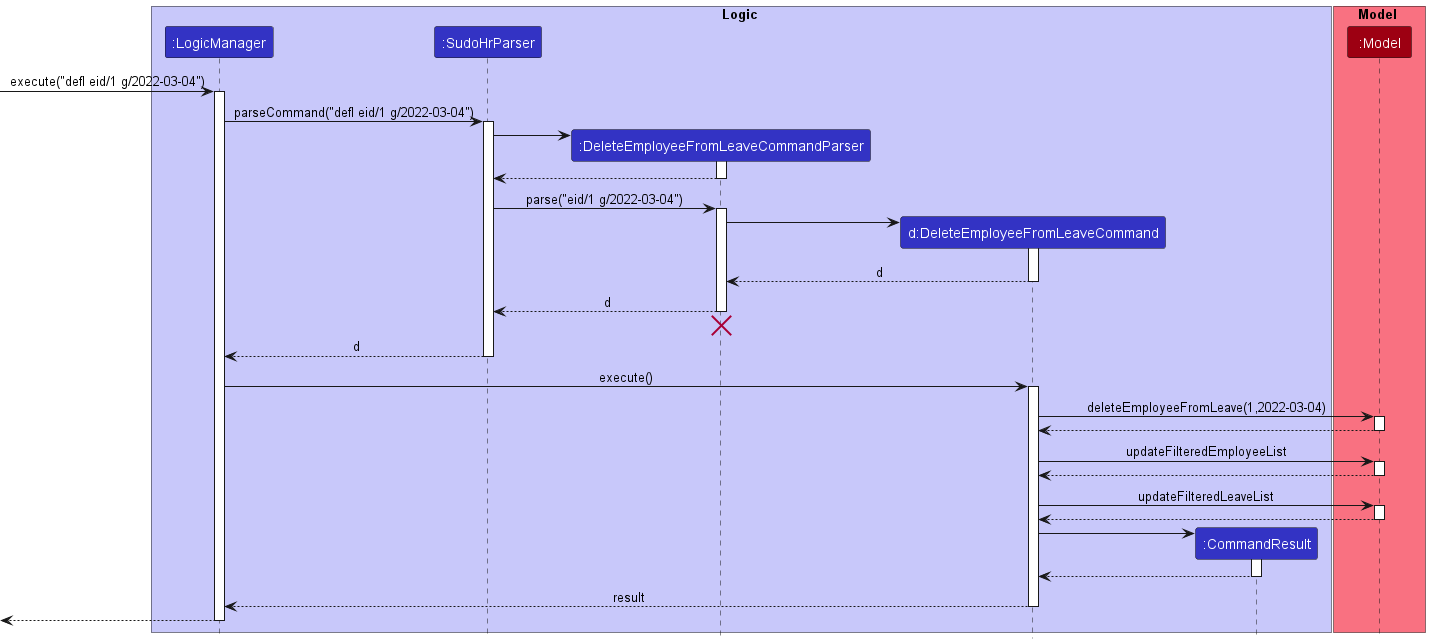 Logic
Model
:LogicManager
:SudoHrParser
:Model
execute("defl eid/1 g/2022-03-04")
parseCommand("defl eid/1 g/2022-03-04")
:DeleteEmployeeFromLeaveCommandParser
parse("eid/1 g/2022-03-04")
d:DeleteEmployeeFromLeaveCommand
d
d
d
execute()
deleteEmployeeFromLeave(1,2022-03-04)
updateFilteredEmployeeList
updateFilteredLeaveList
:CommandResult
result